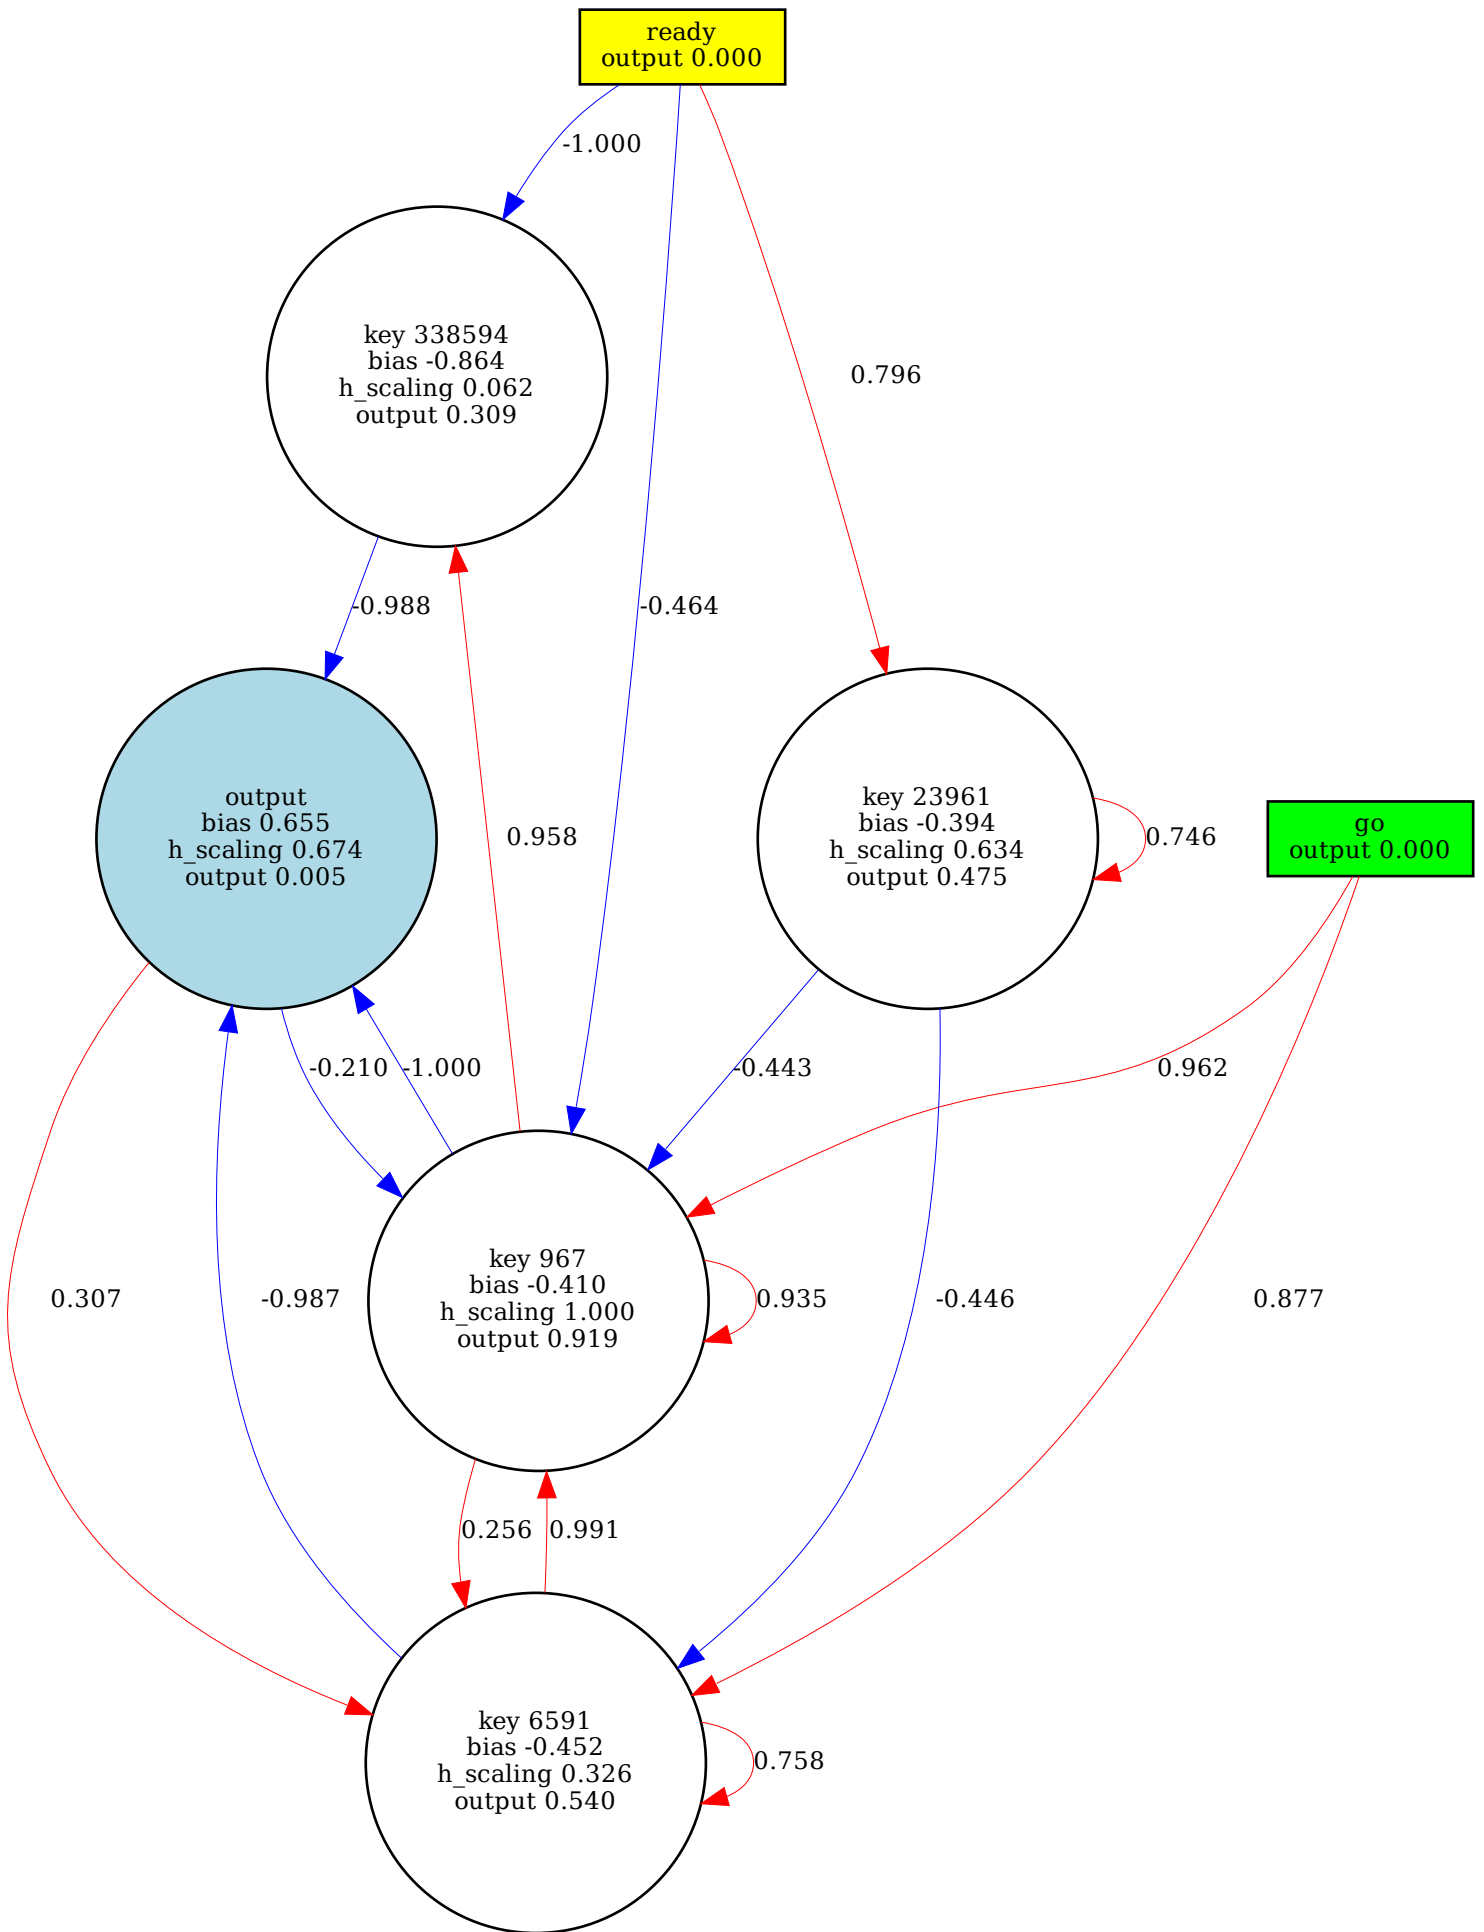 ready
output 0.000
-1.000
key 338594
bias -0.864
h_scaling 0.062
output 0.309
0.796
-0.988
-0.464
output
bias 0.655
h_scaling 0.674
output 0.005
0.958
key 23961
bias -0.394
h_scaling 0.634
output 0.475
0.746
go
output 0.000
-0.210
-1.000
-0.443
0.962
0.307
-0.987
key 967
bias -0.410
h_scaling 1.000
output 0.919
0.935
-0.446
0.877
0.256
0.991
key 6591
bias -0.452
h_scaling 0.326
output 0.540
0.758